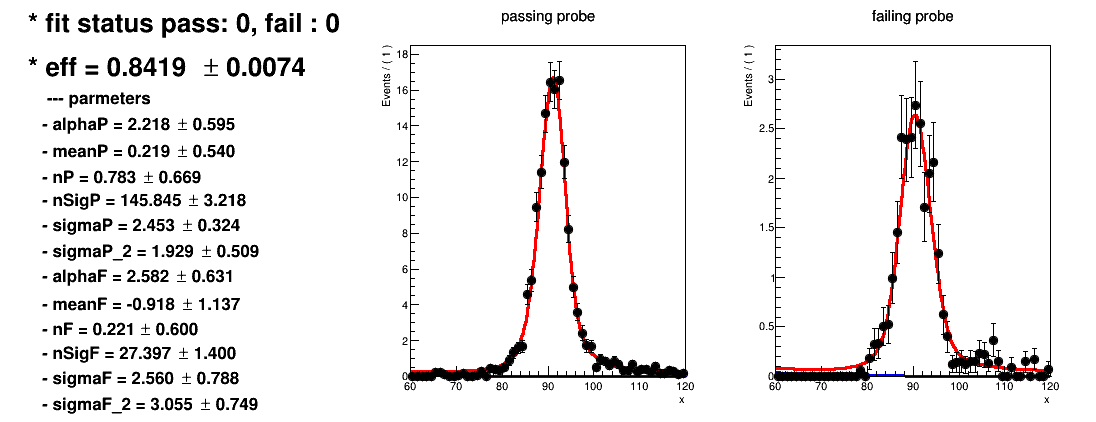 * fit status pass: 0, fail : 0
* eff = 0.8419 ± 0.0074
--- parmeters
- alphaP = 2.218 ± 0.595
- meanP = 0.219 ± 0.540
- nP = 0.783 ± 0.669
- nSigP = 145.845 ± 3.218
- sigmaP = 2.453 ± 0.324
- sigmaP_2 = 1.929 ± 0.509
- alphaF = 2.582 ± 0.631
- meanF = -0.918 ± 1.137
- nF = 0.221 ± 0.600
- nSigF = 27.397 ± 1.400
- sigmaF = 2.560 ± 0.788
- sigmaF_2 = 3.055 ± 0.749
passing probe
Events / ( 1 )
18
16
14
12
10
8
6
4
2
0
60 70 80 90 100 110 120
x
failing probe
Events / ( 1 )
3
2.5
2
1.5
1
0.5
0
60 70 80 90 100 110 120
x